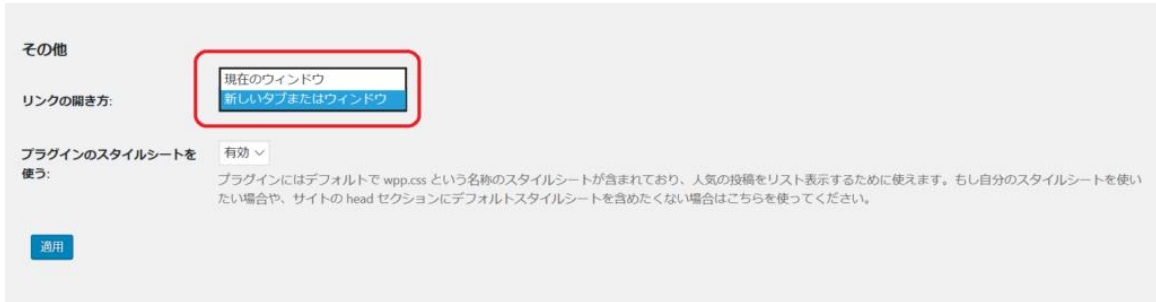 その他
現在のウィンドウ
新しいタブまたはウィンドウ
リンクの開き方:
プラグインのスタイルシートを
使う:
有効
プラグインにはデフォルトで wpp.css という名称のスタイルシートが含まれており、人気の投稿をリスト表示するために使えます。もし自分のスタイルシートを使い
たい場合や、サイトの head セクションにデフォルトスタイルシートを含めたくない場合はこちらを使ってください。
適用